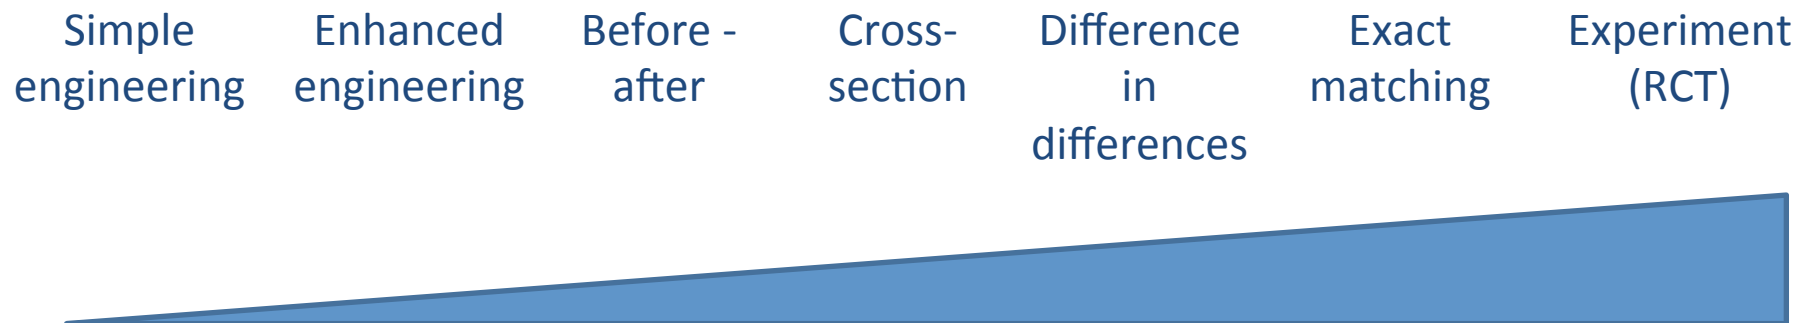 Simple Enhanced Before - Cross- Difference Exact Experiment
engineering engineering after section in matching (RCT)
differences